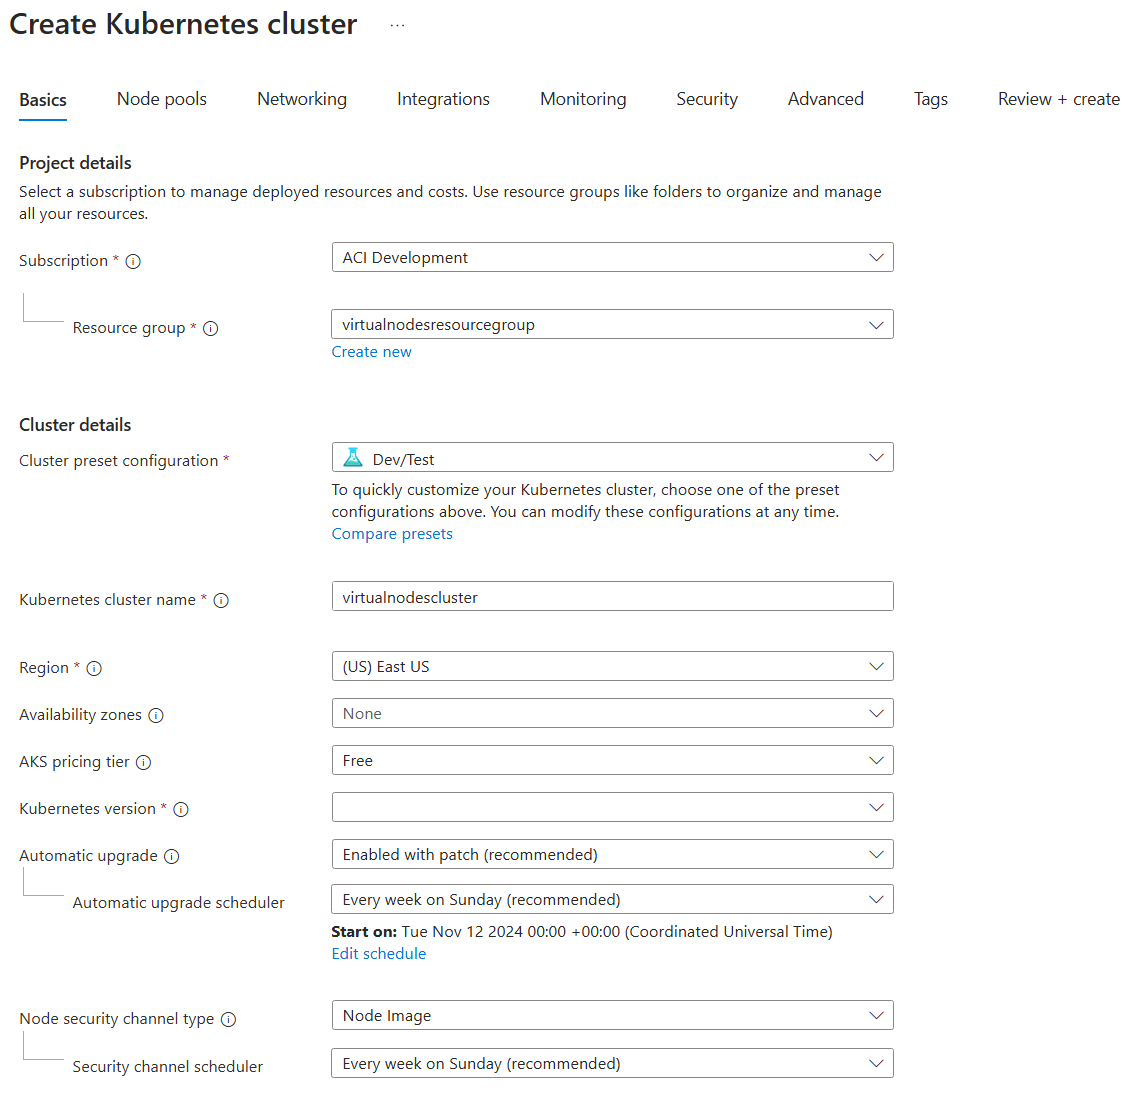 Create Kubernetes cluster ...
Basics Node pools Networking Integrations Monitoring Security Advanced Tags Review + create
Project details
Select a subscription to manage deployed resources and costs. Use resource groups like folders to organize and manage
all your resources.
Subscription * ACI Development
Resource group * virtualnodesresourcegroup
Create new
Cluster details
Cluster preset configuration * Dev/Test
To quickly customize your Kubernetes cluster, choose one of the preset
configurations above. You can modify these configurations at any time.
Compare presets
Kubernetes cluster name * virtualnodescluster
Region * (US) East US
Availability zones None
AKS pricing tier Free
Kubernetes version *
Automatic upgrade Enabled with patch (recommended)
Automatic upgrade scheduler Every week on Sunday (recommended)
Start on: Tue Nov 12 2024 00:00 +00:00 (Coordinated Universal Time)
Edit schedule
Node security channel type Node Image
Security channel scheduler Every week on Sunday (recommended)